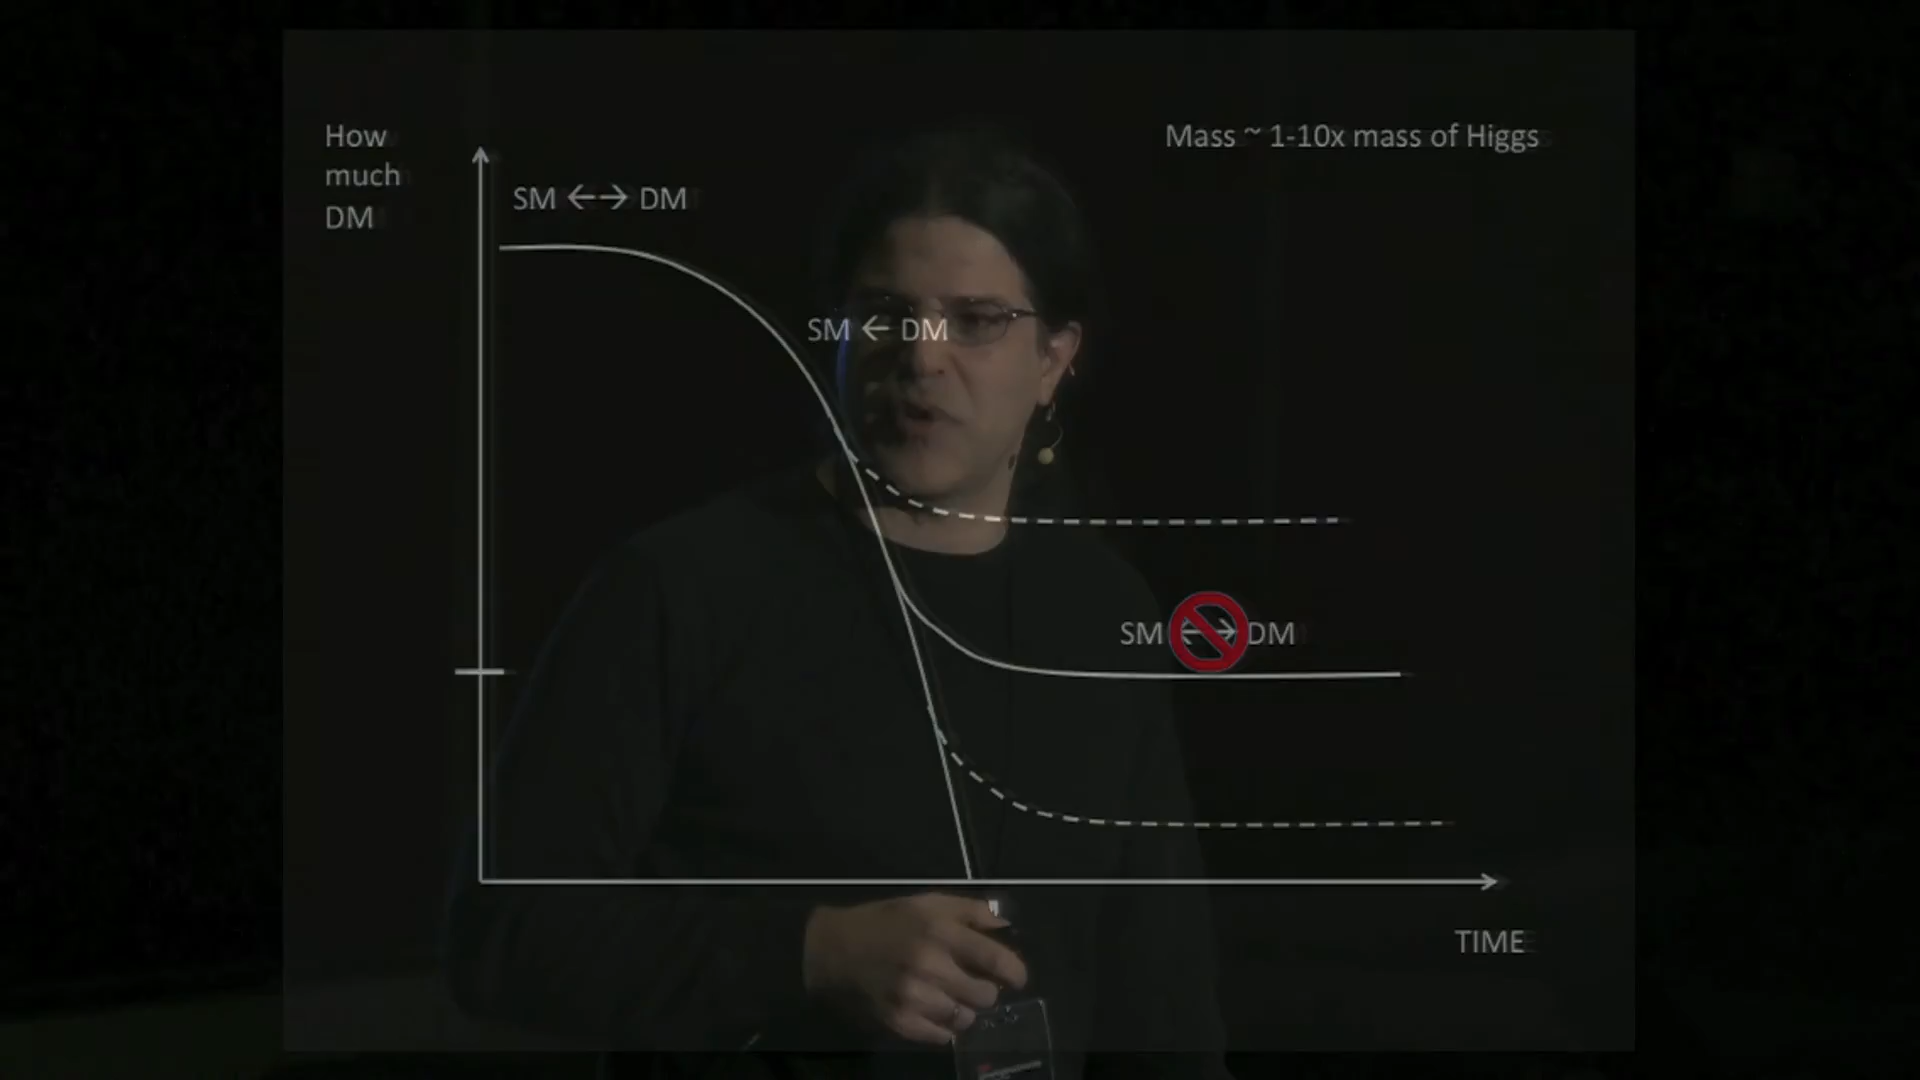 How
much
DM
Mass ~ 1-10x mass of Higgs
SM ←→ DM
SM ← DM
SM ←→ DM
TIME